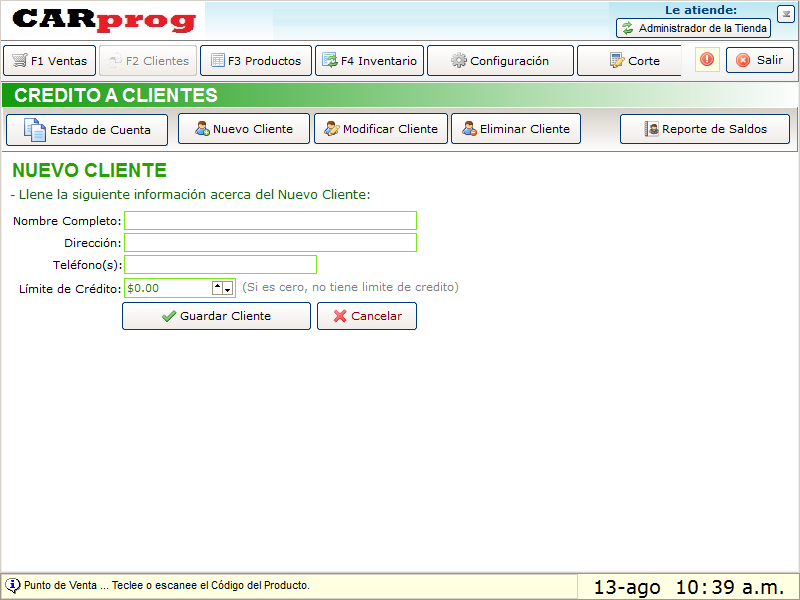 CARprog
Le atiende:
Administrador de la Tienda
F1 Ventas
F2 Clientes
F3 Productos
F4 Inventario
Configuración
Corte
Salir
CREDITO A CLIENTES
Estado de Cuenta
Nuevo Cliente
Modificar Cliente
Eliminar Cliente
Reporte de Saldos
NUEVO CLIENTE
- Llene la siguiente información acerca del Nuevo Cliente:
Nombre Completo:
Dirección:
Teléfono(s):
Límite de Crédito: $0.00 (Si es cero, no tiene limite de credito)
Guardar Cliente
Cancelar
Punto de Venta ... Teclee o escanee el Código del Producto.
13-ago 10:39 a.m.